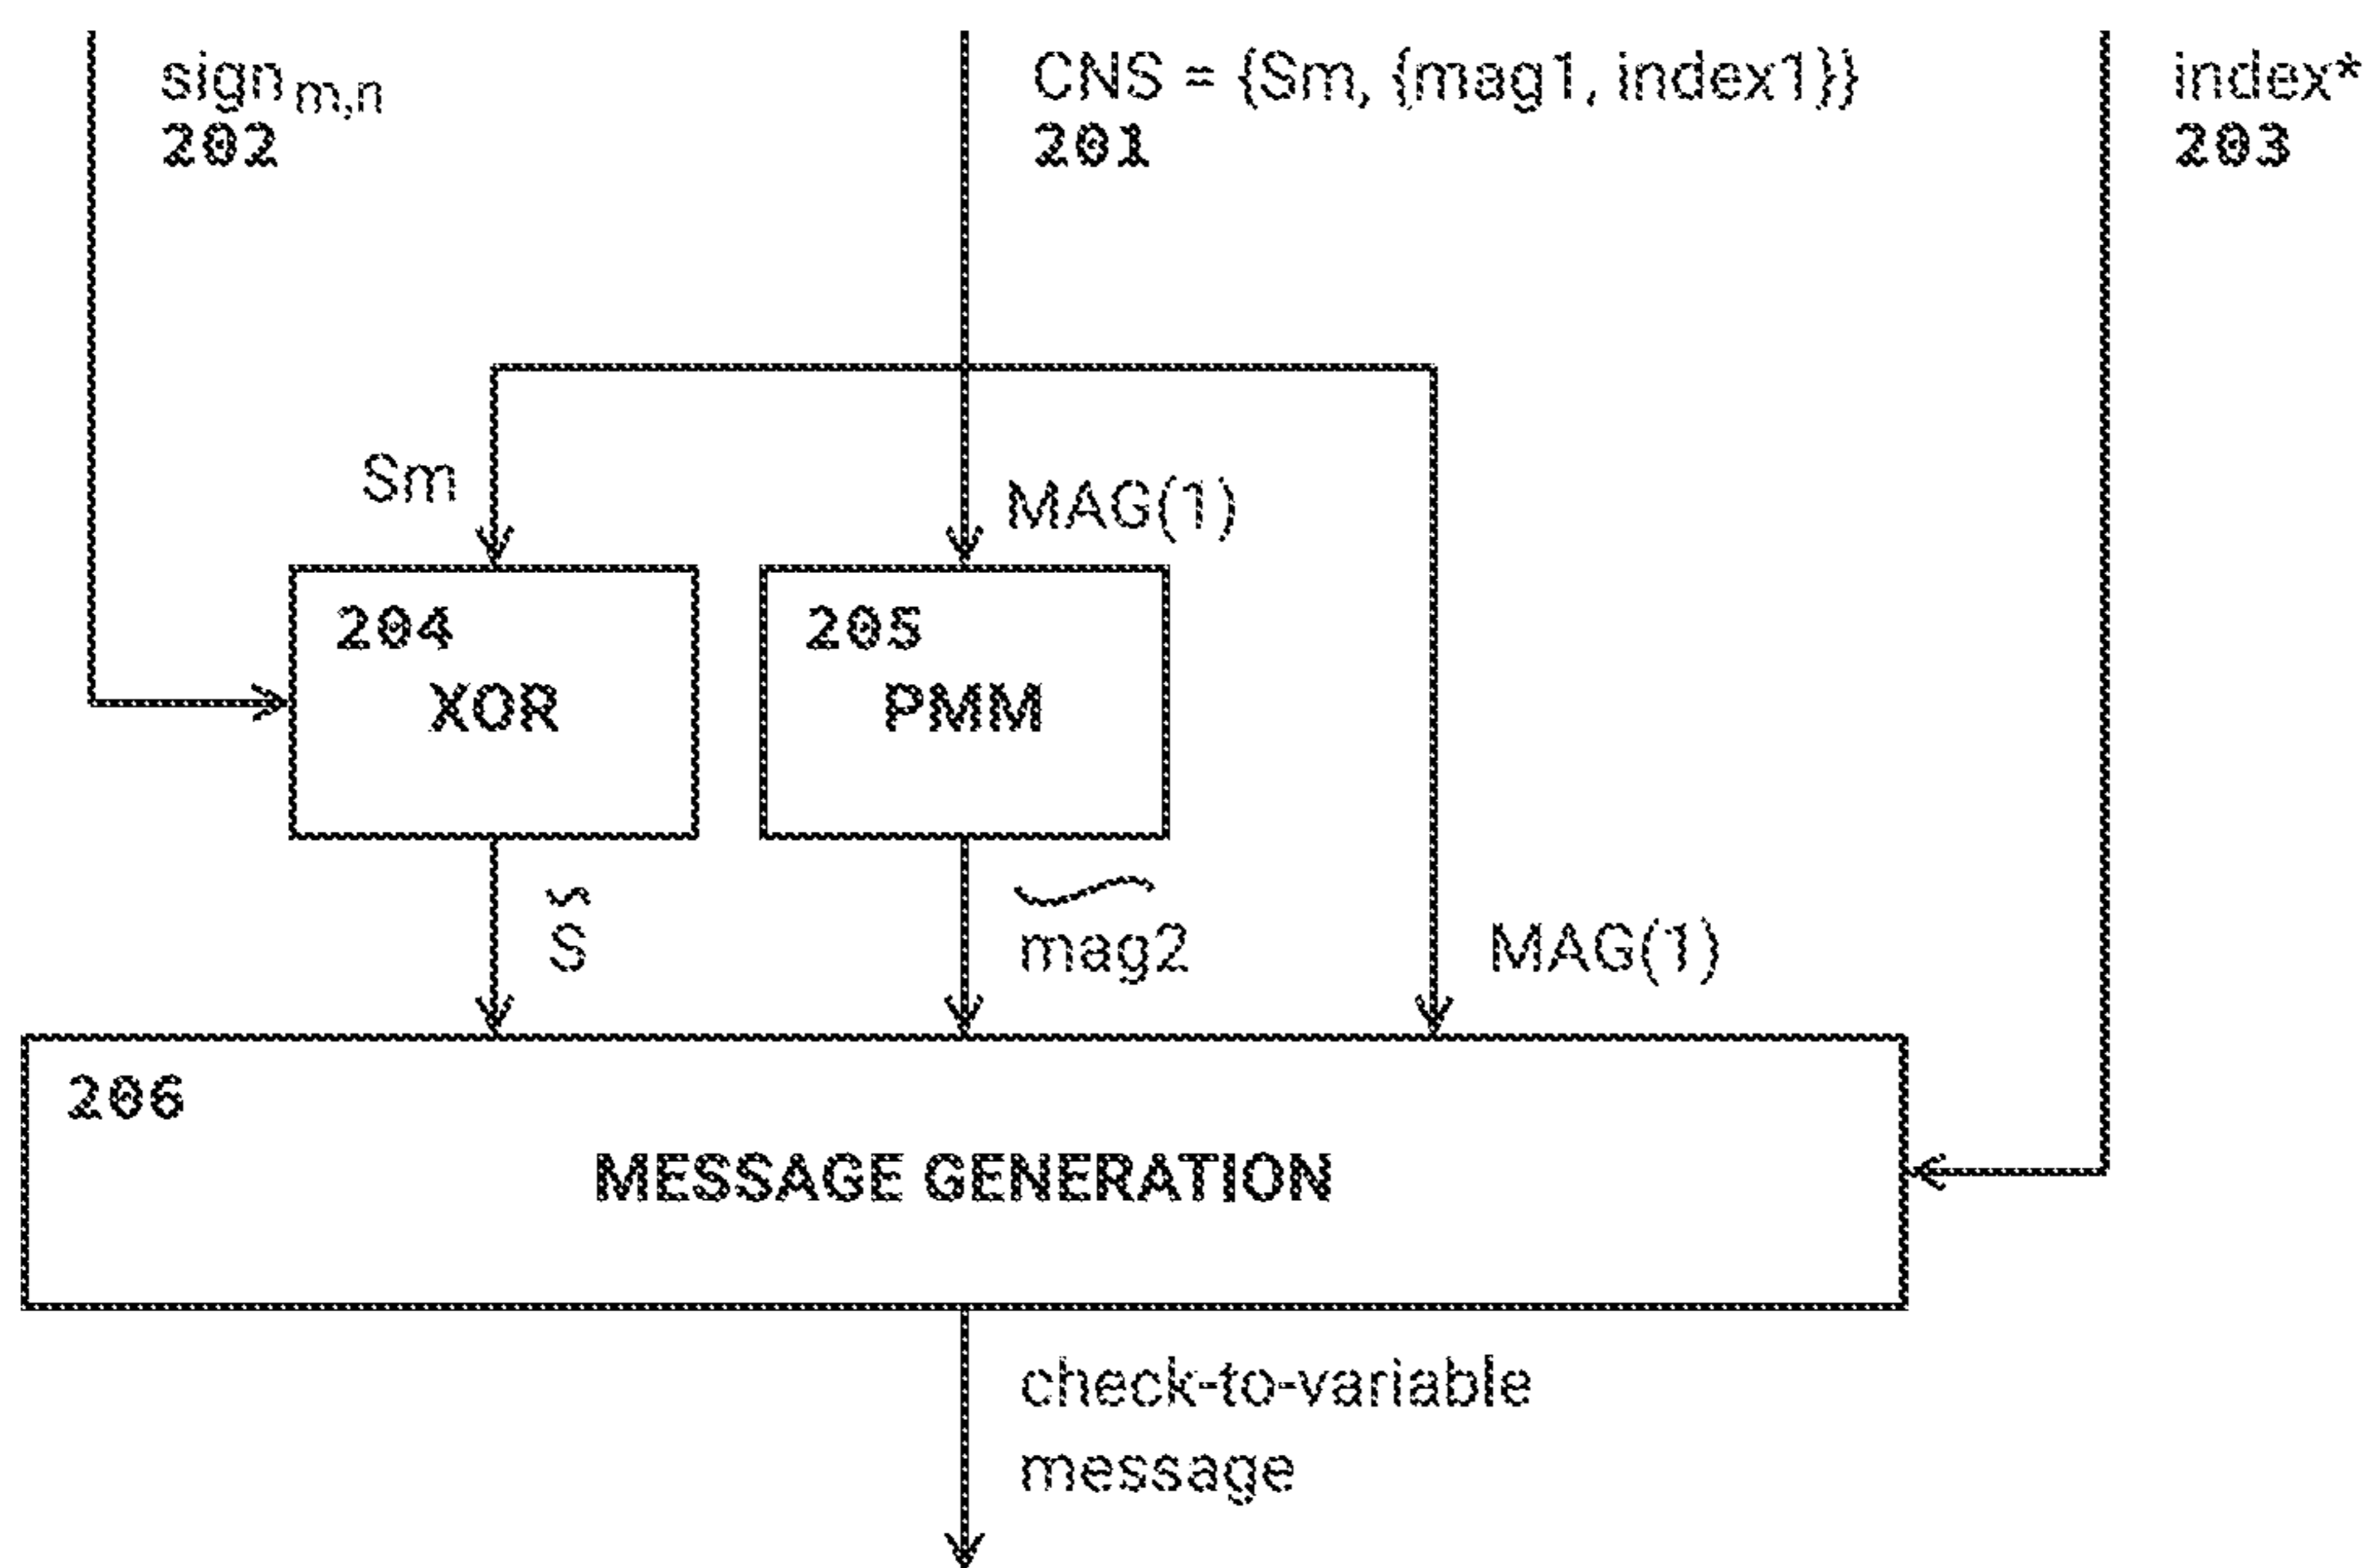 sign m,n
202
CNS = {Sm, {mag1, index1}}
201
index*
203
Sm
MAG(1)
204
XOR
205
PMM
S̃
mag2
MAG(1)
206
MESSAGE GENERATION
check-to-variable
message